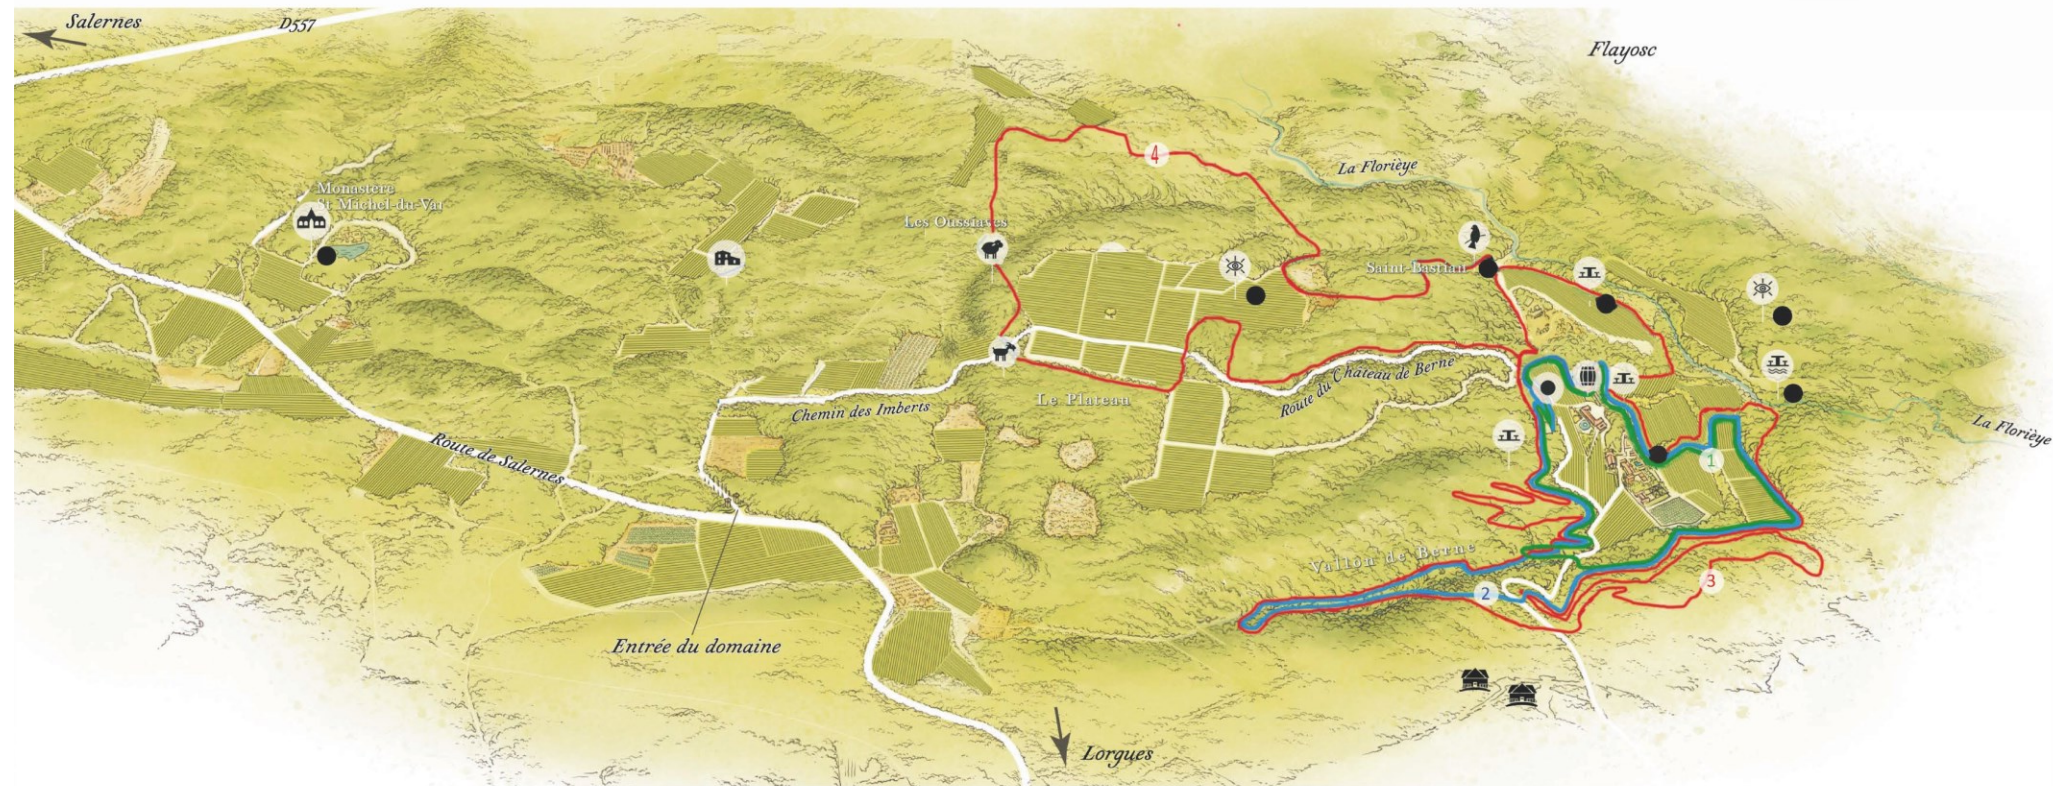 Salernes
D557
Flayosc
4
La Florièye
Monastère
St Michel-du-Var
Les Oussiayes
Saint-Bastian
Route du Château de Berne
Chemin des Imberts
Le Plateau
La Florièye
Route de Salernes
1
Vallon de Berne
3
2
Entrée du domaine
Lorgues